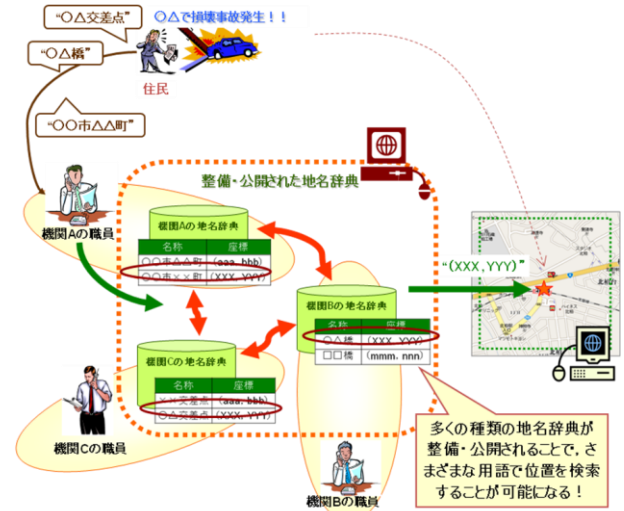 “○△交差点”
○△で損壊事故発生！！
“○△橋”
住民
“○○市△△町”
整備・公開された地名辞典
機関Aの職員
機関Aの地名辞典
名称 座標
○○市△△町 (aaa, bbb)
○○市×× 町 (XXX, YYY)
“(XXX, YYY)”
機関Bの地名辞典
名称 座標
○△橋 (XXX, YYY)
□□橋 (mmm, nnn)
機関Cの地名辞典
名称 座標
××交差点 (aaa, bbb)
○△交差点 (XXX, YYY)
機関Cの職員
機関Bの職員
多くの種類の地名辞典が
整備・公開されることで，さ
まざまな用語で位置を検索
することが可能になる！